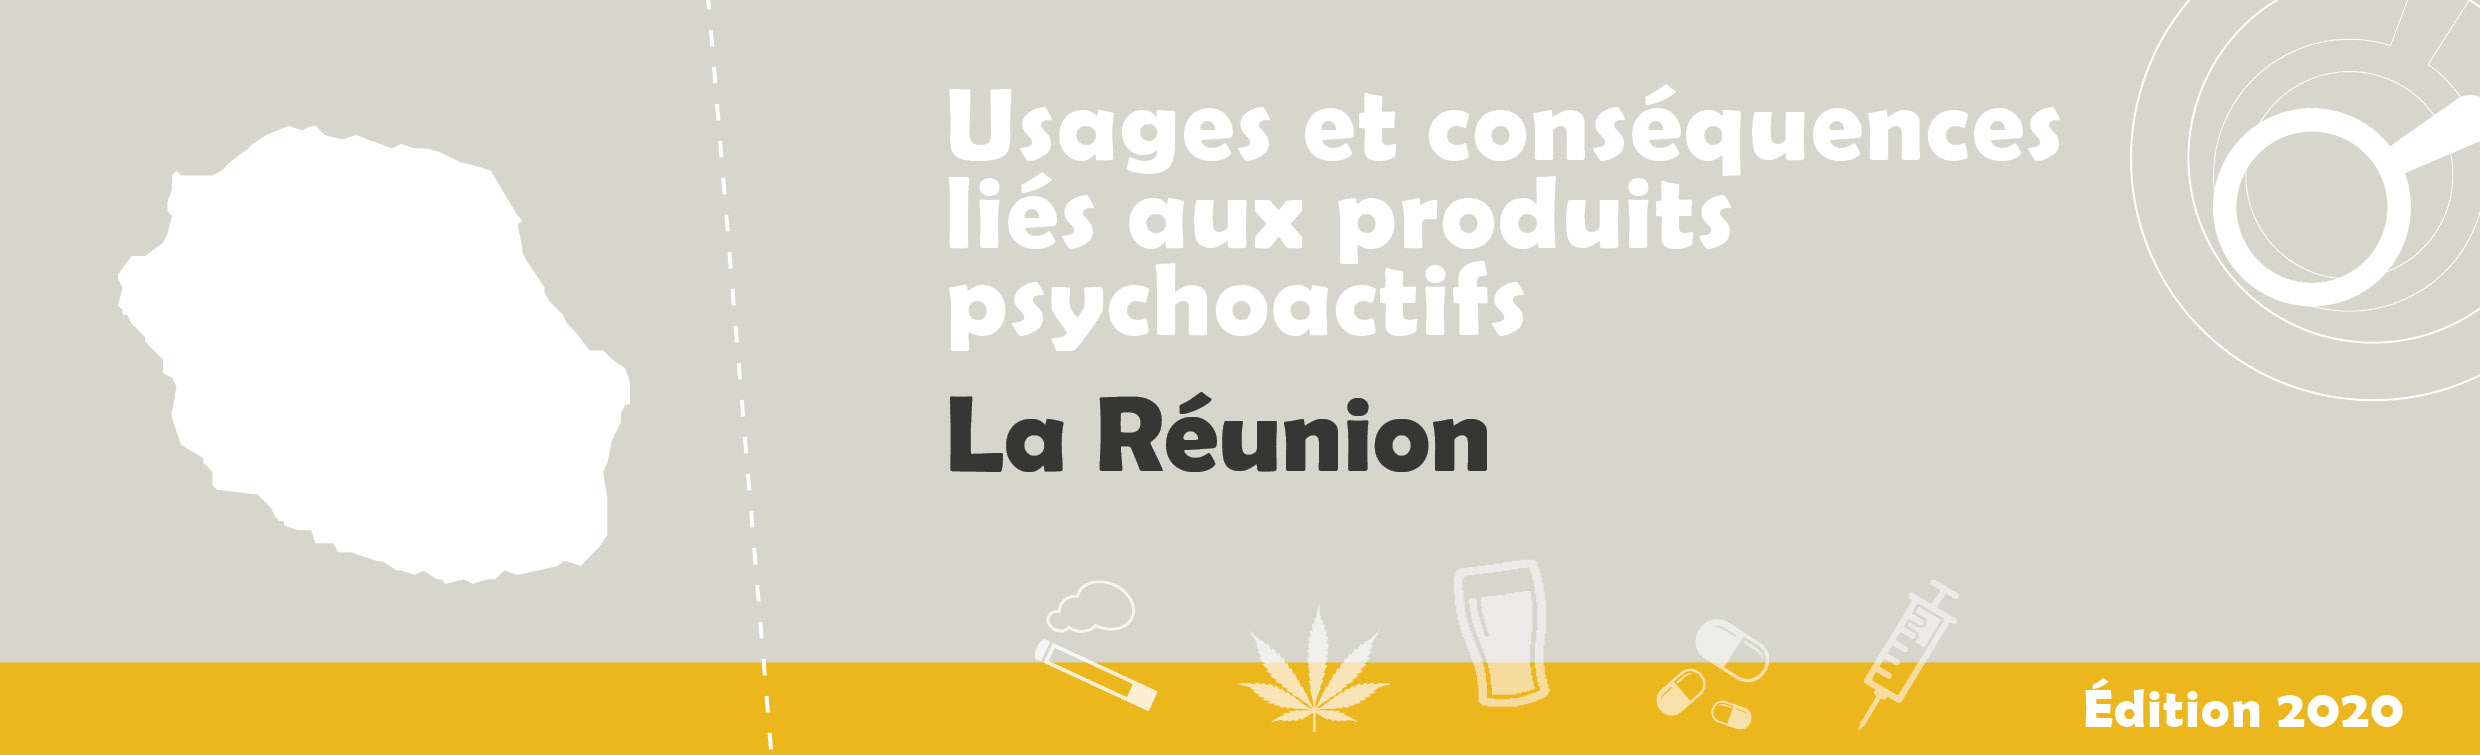 Usages et conséquences
liés aux produits
psychoactifs
La Réunion
Édition 2020